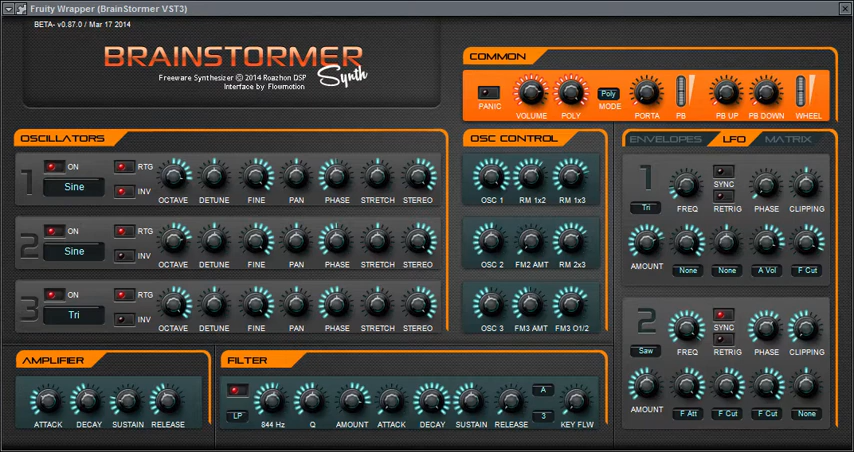 Fruity Wrapper (BrainStormer VST3)
BETA- v0.87.0 / Mar 17 2014
BRAINSTORMER
Synth
Freeware Synthesizer © 2014 Roazhon DSP
Interface by Flowmotion
COMMON
PANIC VOLUME POLY Poly MODE PORTA PB PB UP PB DOWN WHEEL
OSCILLATORS
1 ON Sine RTG INV
OCTAVE DETUNE FINE PAN PHASE STRETCH STEREO
2 ON Sine RTG INV
OCTAVE DETUNE FINE PAN PHASE STRETCH STEREO
3 ON Tri RTG INV
OCTAVE DETUNE FINE PAN PHASE STRETCH STEREO
OSC CONTROL
OSC 1 RM 1x2 RM 1x3
OSC 2 FM2 AMT RM 2x3
OSC 3 FM3 AMT FM3 O1/2
ENVELOPES LFO MATRIX
1 Tri FREQ SYNC RETRIG PHASE CLIPPING
AMOUNT None None A Vol F Cut
2 Saw FREQ SYNC RETRIG PHASE CLIPPING
AMOUNT F Att F Cut F Cut None
AMPLIFIER
ATTACK DECAY SUSTAIN RELEASE
FILTER
LP 844 Hz Q AMOUNT ATTACK DECAY SUSTAIN RELEASE A 3 KEY FLW